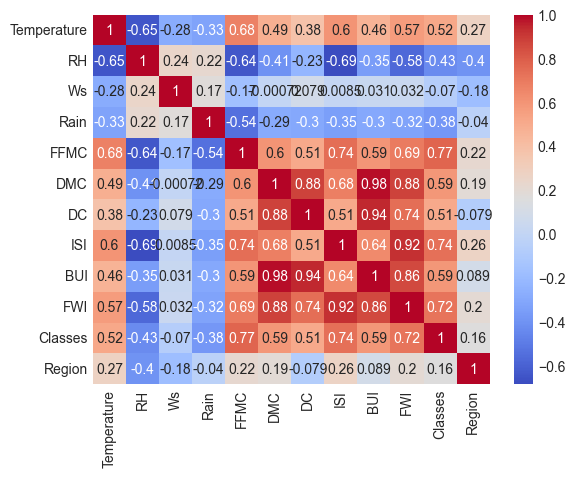 Temperature 1 -0.65 -0.28 -0.33 0.68 0.49 0.38 0.6 0.46 0.57 0.52 0.27
RH -0.65 1 0.24 0.22 -0.64 -0.41 -0.23 -0.69 -0.35 -0.58 -0.43 -0.4
Ws -0.28 0.24 1 0.17 -0.17 -0.00072 0.079 0.0085 0.031 0.032 -0.07 -0.18
Rain -0.33 0.22 0.17 1 -0.54 -0.29 -0.3 -0.35 -0.3 -0.32 -0.38 -0.04
FFMC 0.68 -0.64 -0.17 -0.54 1 0.6 0.51 0.74 0.59 0.69 0.77 0.22
DMC 0.49 -0.41 -0.00072 -0.29 0.6 1 0.88 0.68 0.98 0.88 0.59 0.19
DC 0.38 -0.23 0.079 -0.3 0.51 0.88 1 0.51 0.94 0.74 0.51 -0.079
ISI 0.6 -0.69 0.0085 -0.35 0.74 0.68 0.51 1 0.64 0.92 0.74 0.26
BUI 0.46 -0.35 0.031 -0.3 0.59 0.98 0.94 0.64 1 0.86 0.59 0.089
FWI 0.57 -0.58 0.032 -0.32 0.69 0.88 0.74 0.92 0.86 1 0.72 0.2
Classes 0.52 -0.43 -0.07 -0.38 0.77 0.59 0.51 0.74 0.59 0.72 1 0.16
Region 0.27 -0.4 -0.18 -0.04 0.22 0.19 -0.079 0.26 0.089 0.2 0.16 1
Temperature RH Ws Rain FFMC DMC DC ISI BUI FWI Classes Region
1.0
0.8
0.6
0.4
0.2
0.0
−0.2
−0.4
−0.6